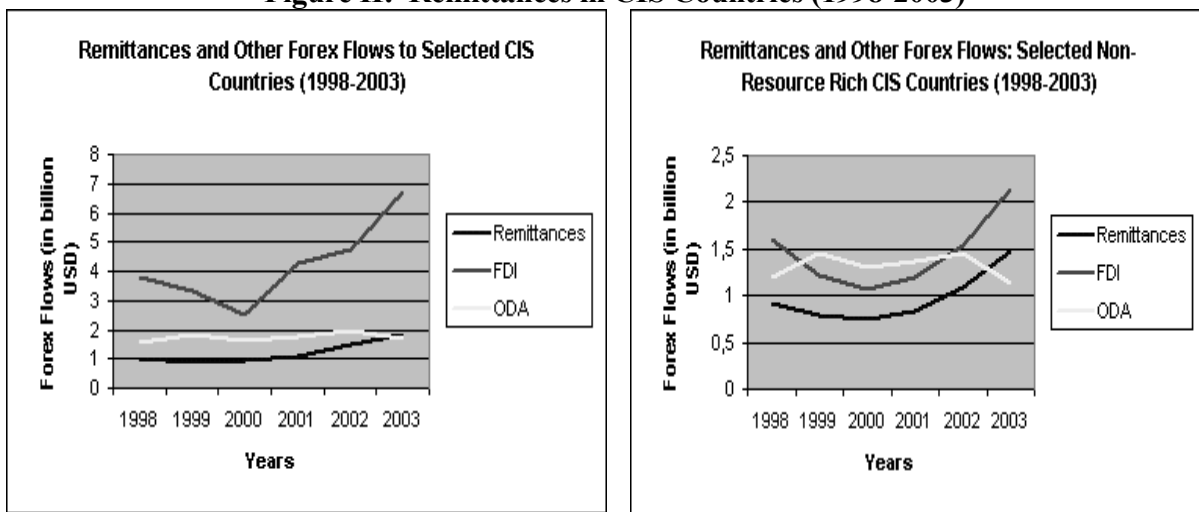 Figure II: Remittances in CIS Countries (1998-2003)
Remittances and Other Forex Flows to Selected CIS
Countries (1998-2003)
Forex Flows (in billion
USD)
8
7
6
5
4
3
2
1
0
1998 1999 2000 2001 2002 2003
Years
Remittances
FDI
ODA
Remittances and Other Forex Flows: Selected Non-
Resource Rich CIS Countries (1998-2003)
Forex Flows (in billion
USD)
2,5
2
1,5
1
0,5
0
1998 1999 2000 2001 2002 2003
Years
Remittances
FDI
ODA